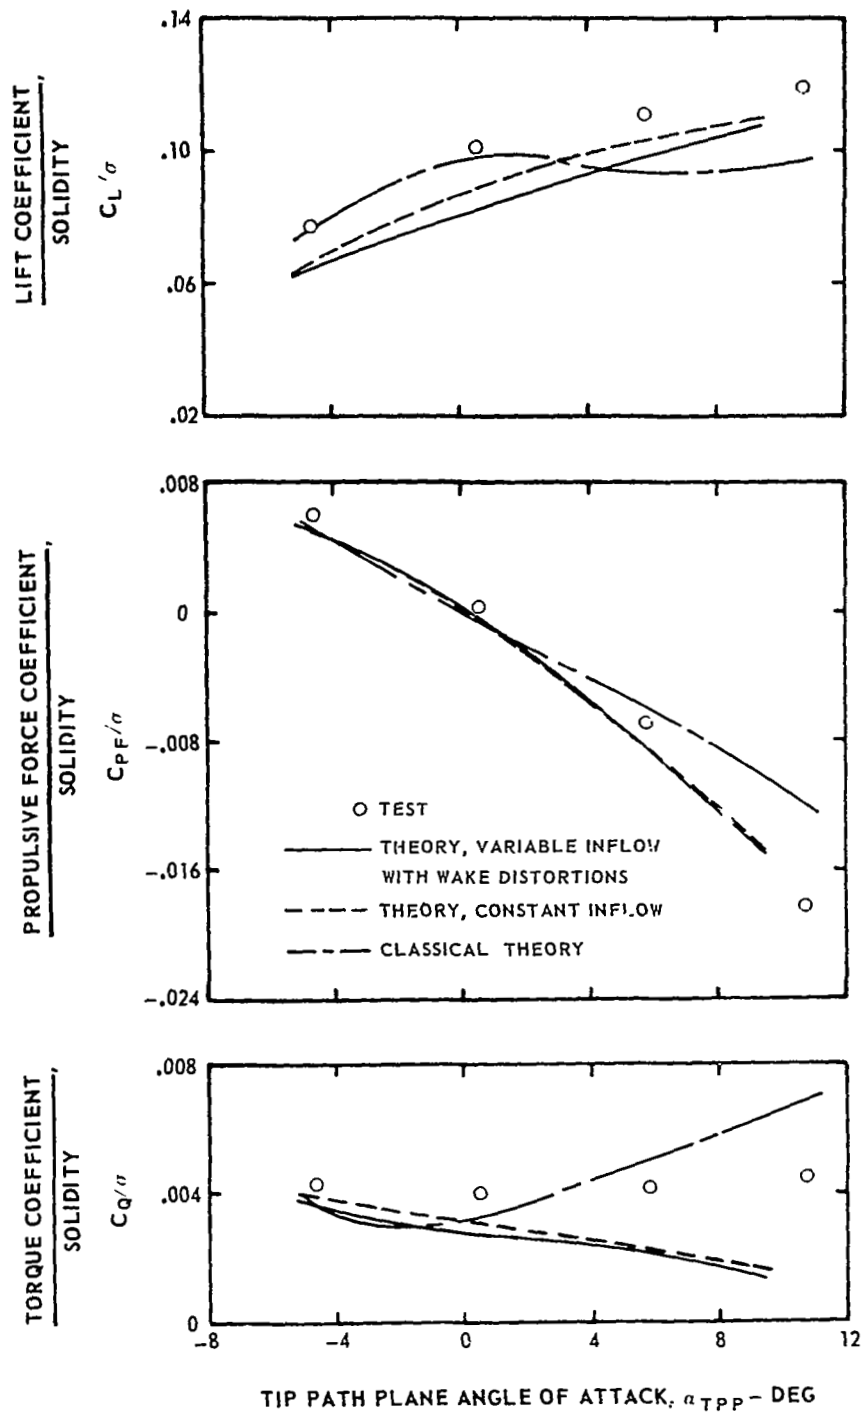 .14
.10
.06
.02
LIFT COEFFICIENT,
SOLIDITY
C_L/σ
.008
0
-.008
-.016
-.024
PROPULSIVE FORCE COEFFICIENT,
SOLIDITY
C_PF/σ
TEST
THEORY, VARIABLE INFLOW
WITH WAKE DISTORTIONS
THEORY, CONSTANT INFLOW
CLASSICAL THEORY
.008
.004
0
TORQUE COEFFICIENT,
SOLIDITY
C_Q/σ
-8 -4 0 4 8 12
TIP PATH PLANE ANGLE OF ATTACK, α_TPP - DEG